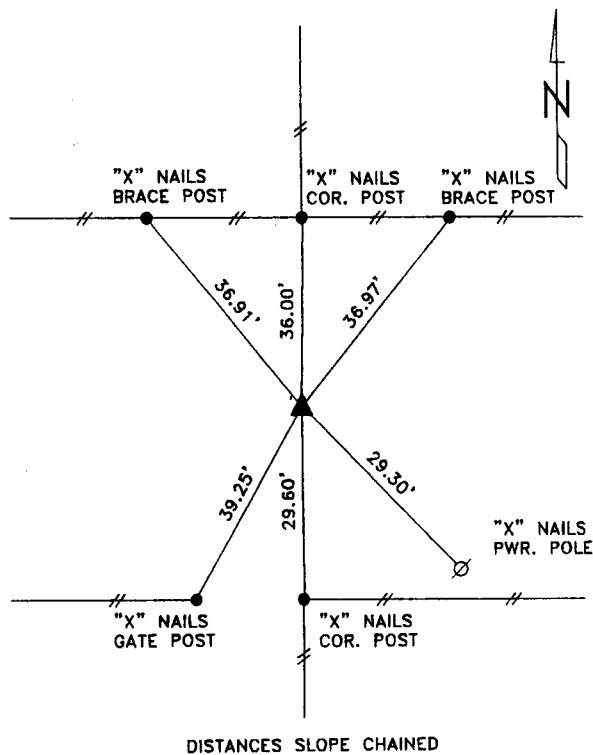 N
"X" NAILS
BRACE POST
"X" NAILS
COR. POST
"X" NAILS
BRACE POST
36.91'
36.00'
36.97'
39.25'
29.60'
29.30'
"X" NAILS
PWR. POLE
"X" NAILS
GATE POST
"X" NAILS
COR. POST
DISTANCES SLOPE CHAINED